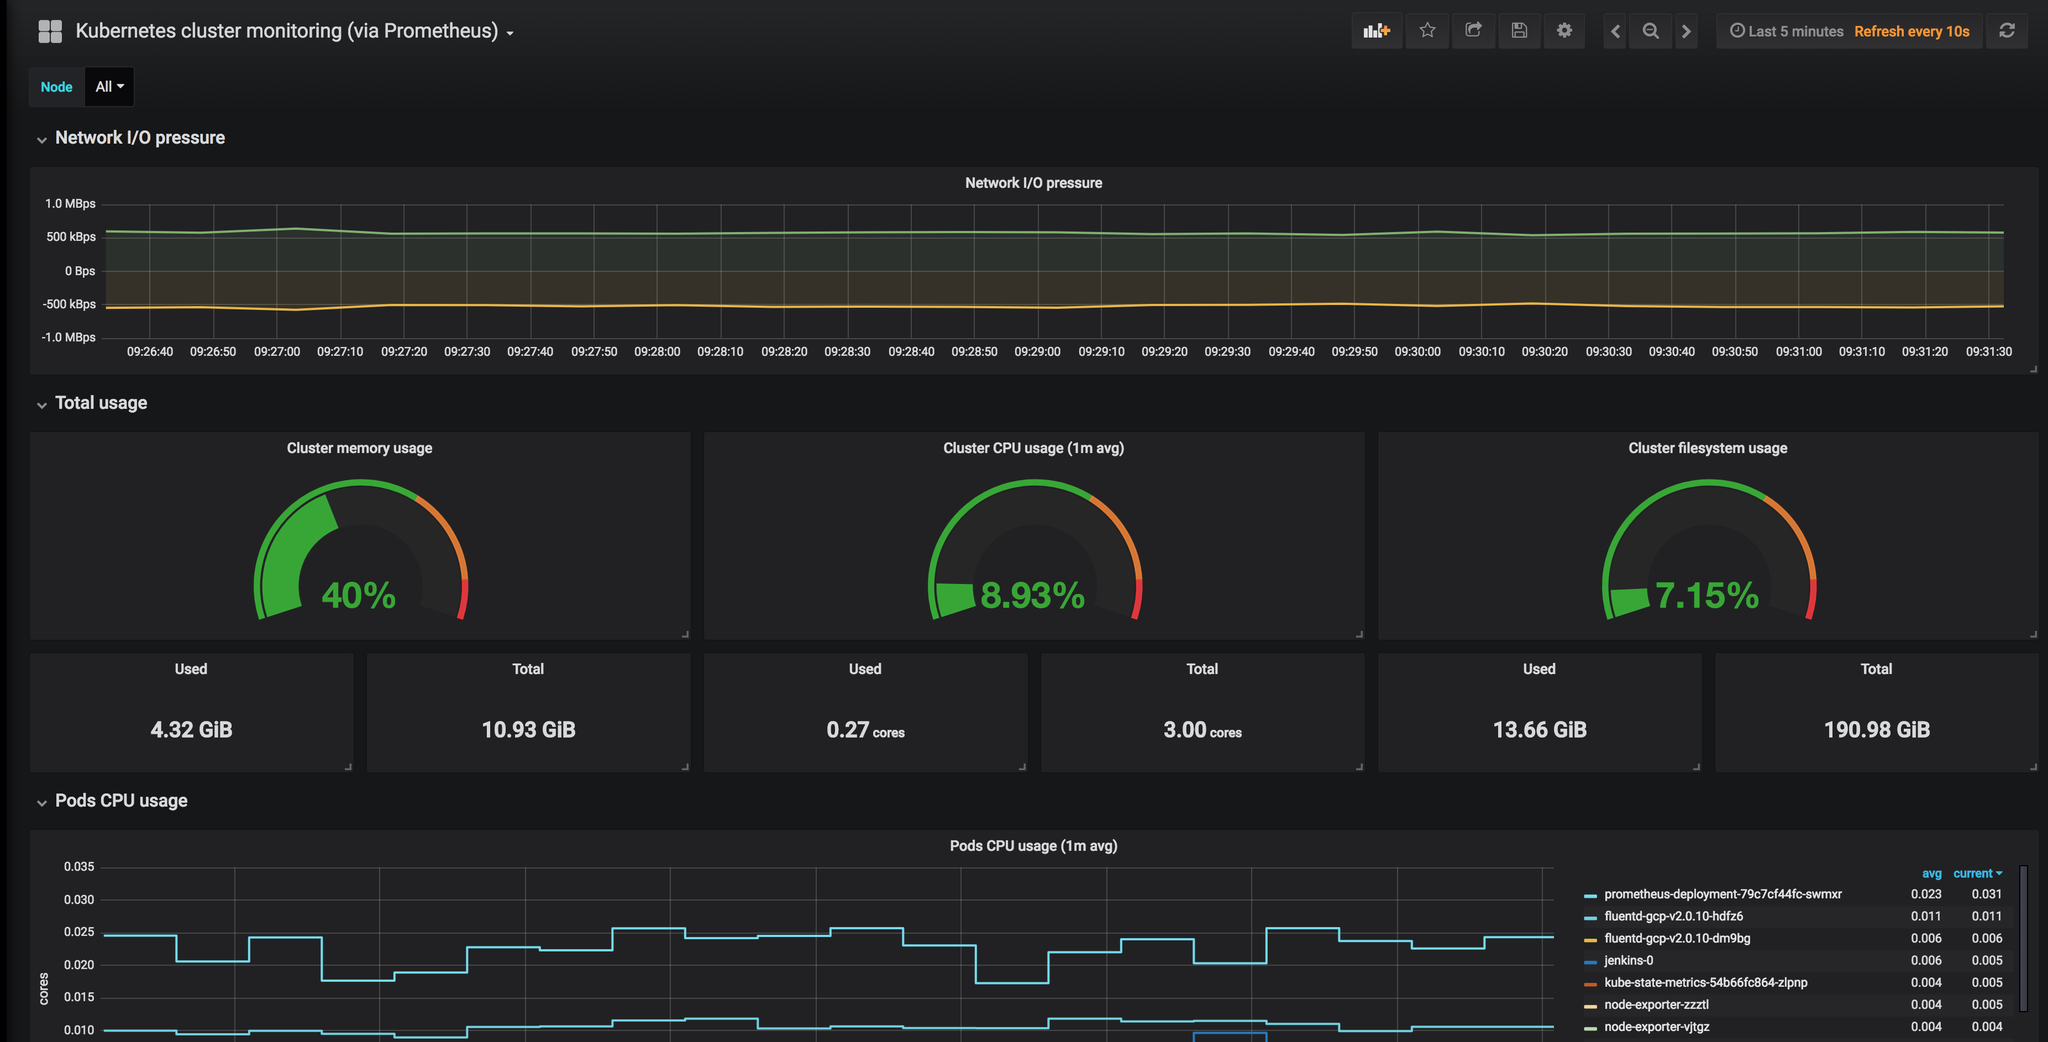 Kubernetes cluster monitoring (via Prometheus)
Last 5 minutes Refresh every 10s
Node All
Network I/O pressure
Network I/O pressure
1.0 MBps
500 kBps
0 Bps
-500 kBps
-1.0 MBps
09:26:40 09:26:50 09:27:00 09:27:10 09:27:20 09:27:30 09:27:40 09:27:50 09:28:00 09:28:10 09:28:20 09:28:30 09:28:40 09:28:50 09:29:00 09:29:10 09:29:20 09:29:30 09:29:40 09:29:50 09:30:00 09:30:10 09:30:20 09:30:30 09:30:40 09:30:50 09:31:00 09:31:10 09:31:20 09:31:30
Total usage
Cluster memory usage
40%
Cluster CPU usage (1m avg)
8.93%
Cluster filesystem usage
7.15%
Used
4.32 GiB
Total
10.93 GiB
Used
0.27 cores
Total
3.00 cores
Used
13.66 GiB
Total
190.98 GiB
Pods CPU usage
Pods CPU usage (1m avg)
cores
0.035
0.030
0.025
0.020
0.015
0.010
avg current
prometheus-deployment-79c7cf44fc-swmxr 0.023 0.031
fluentd-gcp-v2.0.10-hdfz6 0.011 0.011
fluentd-gcp-v2.0.10-dm9bg 0.006 0.006
jenkins-0 0.006 0.005
kube-state-metrics-54b66fc864-zlpnp 0.004 0.005
node-exporter-zzztl 0.004 0.005
node-exporter-vjtgz 0.004 0.004